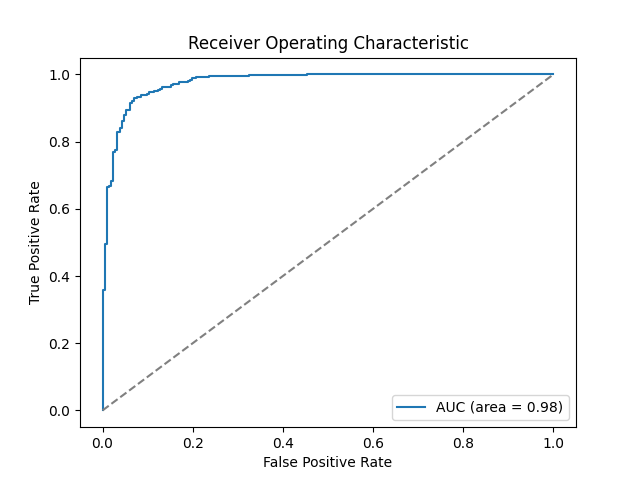 Receiver Operating Characteristic
True Positive Rate
1.0
0.8
0.6
0.4
0.2
0.0
AUC (area = 0.98)
0.0 0.2 0.4 0.6 0.8 1.0
False Positive Rate